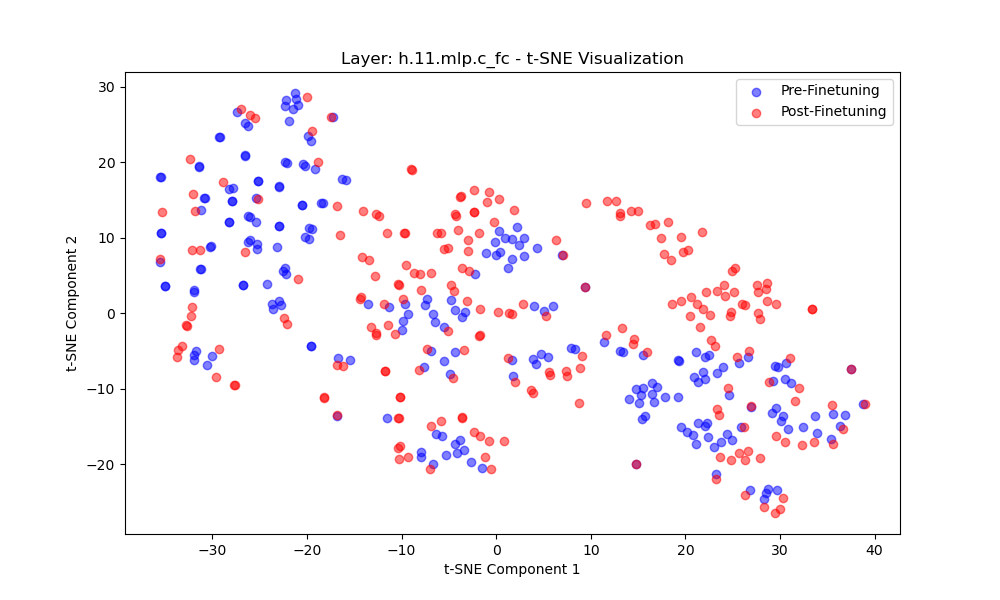 Layer: h.11.mlp.c_fc - t-SNE Visualization
Pre-Finetuning
Post-Finetuning
30
20
10
0
−10
−20
t-SNE Component 2
−30
−20
−10
0
10
20
30
40
t-SNE Component 1